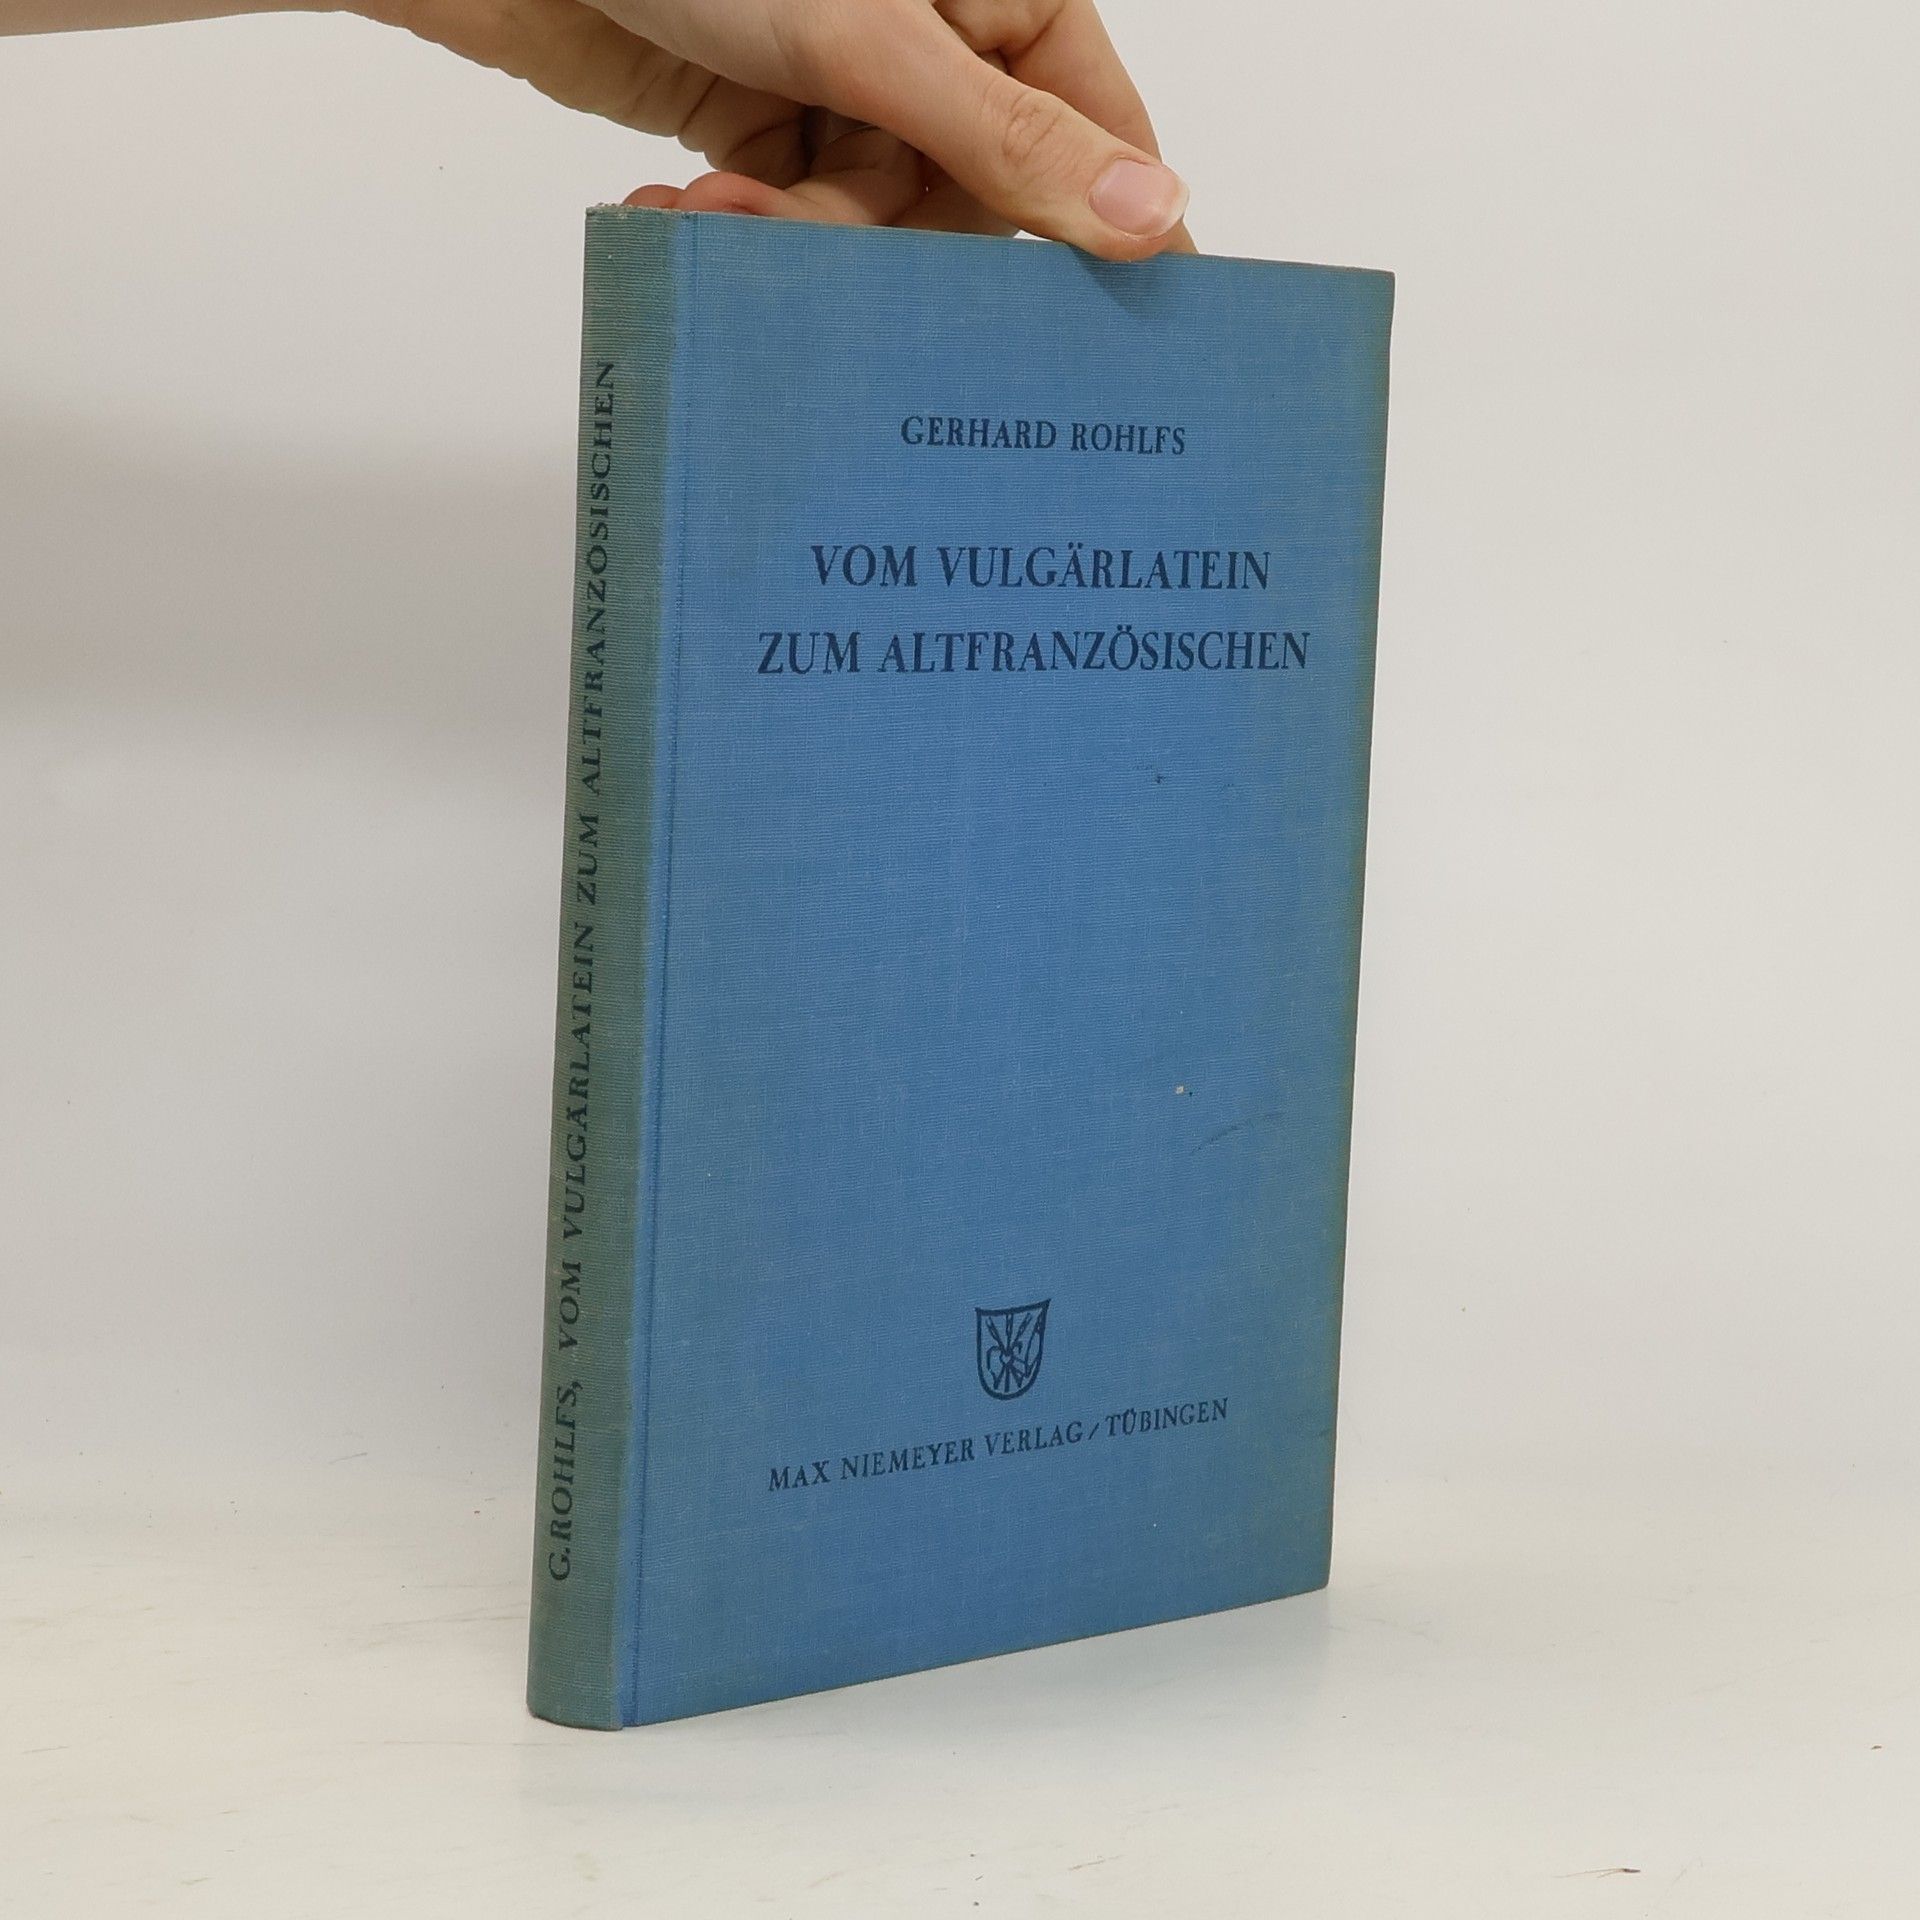 G. ROHLFS, VOM VULGÄRLATEIN ZUM ALTFRANZÖSISCHEN
GERHARD ROHLFS
VOM VULGÄRLATEIN
ZUM ALTFRANZÖSISCHEN
MAX NIEMEYER VERLAG / TÜBINGEN